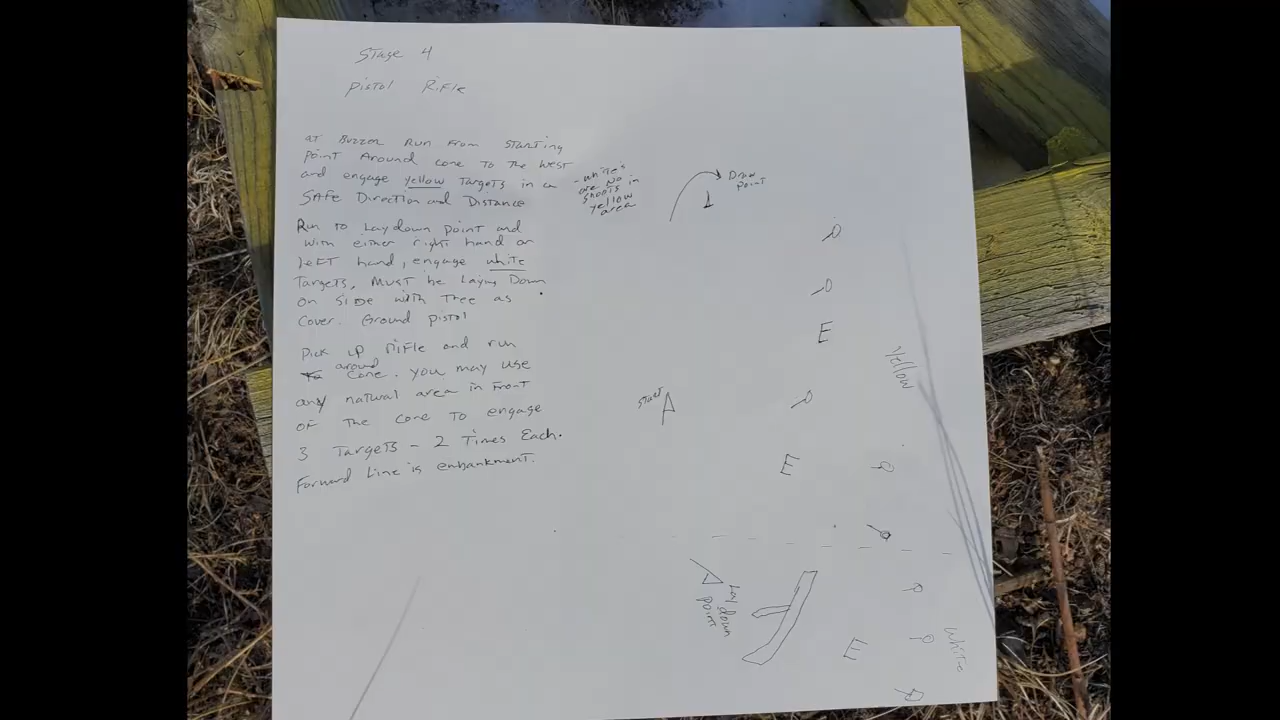 Stage 4
Pistol Rifle
AT Buzzer Run From STARTing
Point Around Cone To the West
and engage yellow Targets in a
SAFe Direction and Distance
- white's
are No
Shoots in
yellow
area
Run To Lay down point and
with either right hand or
left hand, engage white
Targets, Must be Laying Down
on side with Tree as
cover. Ground pistol
Pick up Rifle and run
around
Cone. you may use
any natural area in Front
of the cone To engage
3 Targets - 2 Times Each.
Forward Line is enbankment.
Draw
point
E
Yellow
Start
E
Lay down
point
E
White